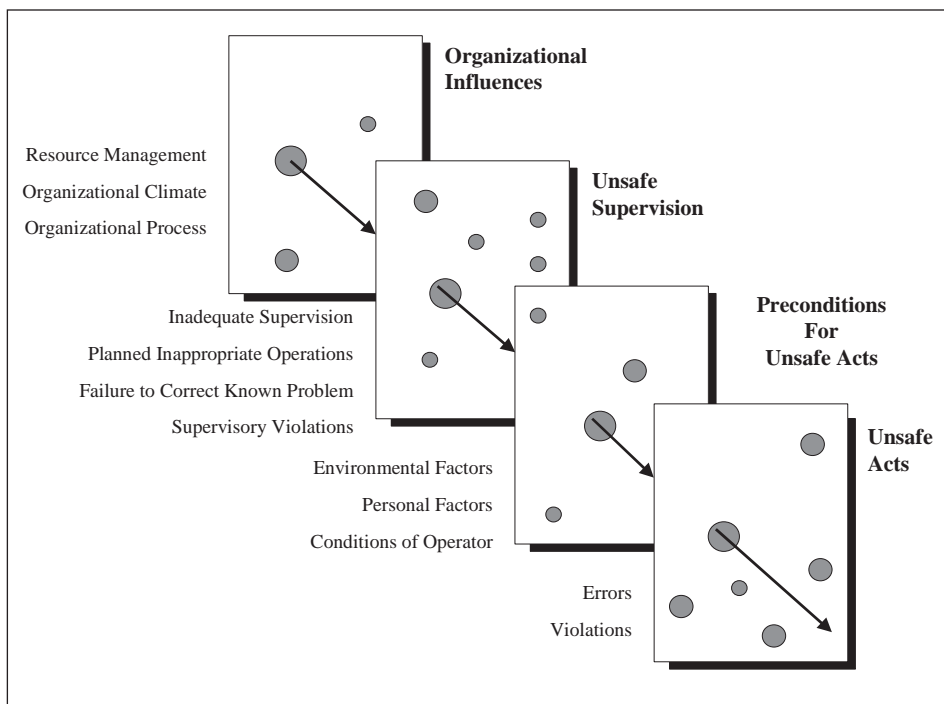 Organizational
Influences
Resource Management
Organizational Climate
Organizational Process
Unsafe
Supervision
Inadequate Supervision
Planned Inappropriate Operations
Failure to Correct Known Problem
Supervisory Violations
Preconditions
For
Unsafe Acts
Environmental Factors
Personal Factors
Conditions of Operator
Unsafe
Acts
Errors
Violations